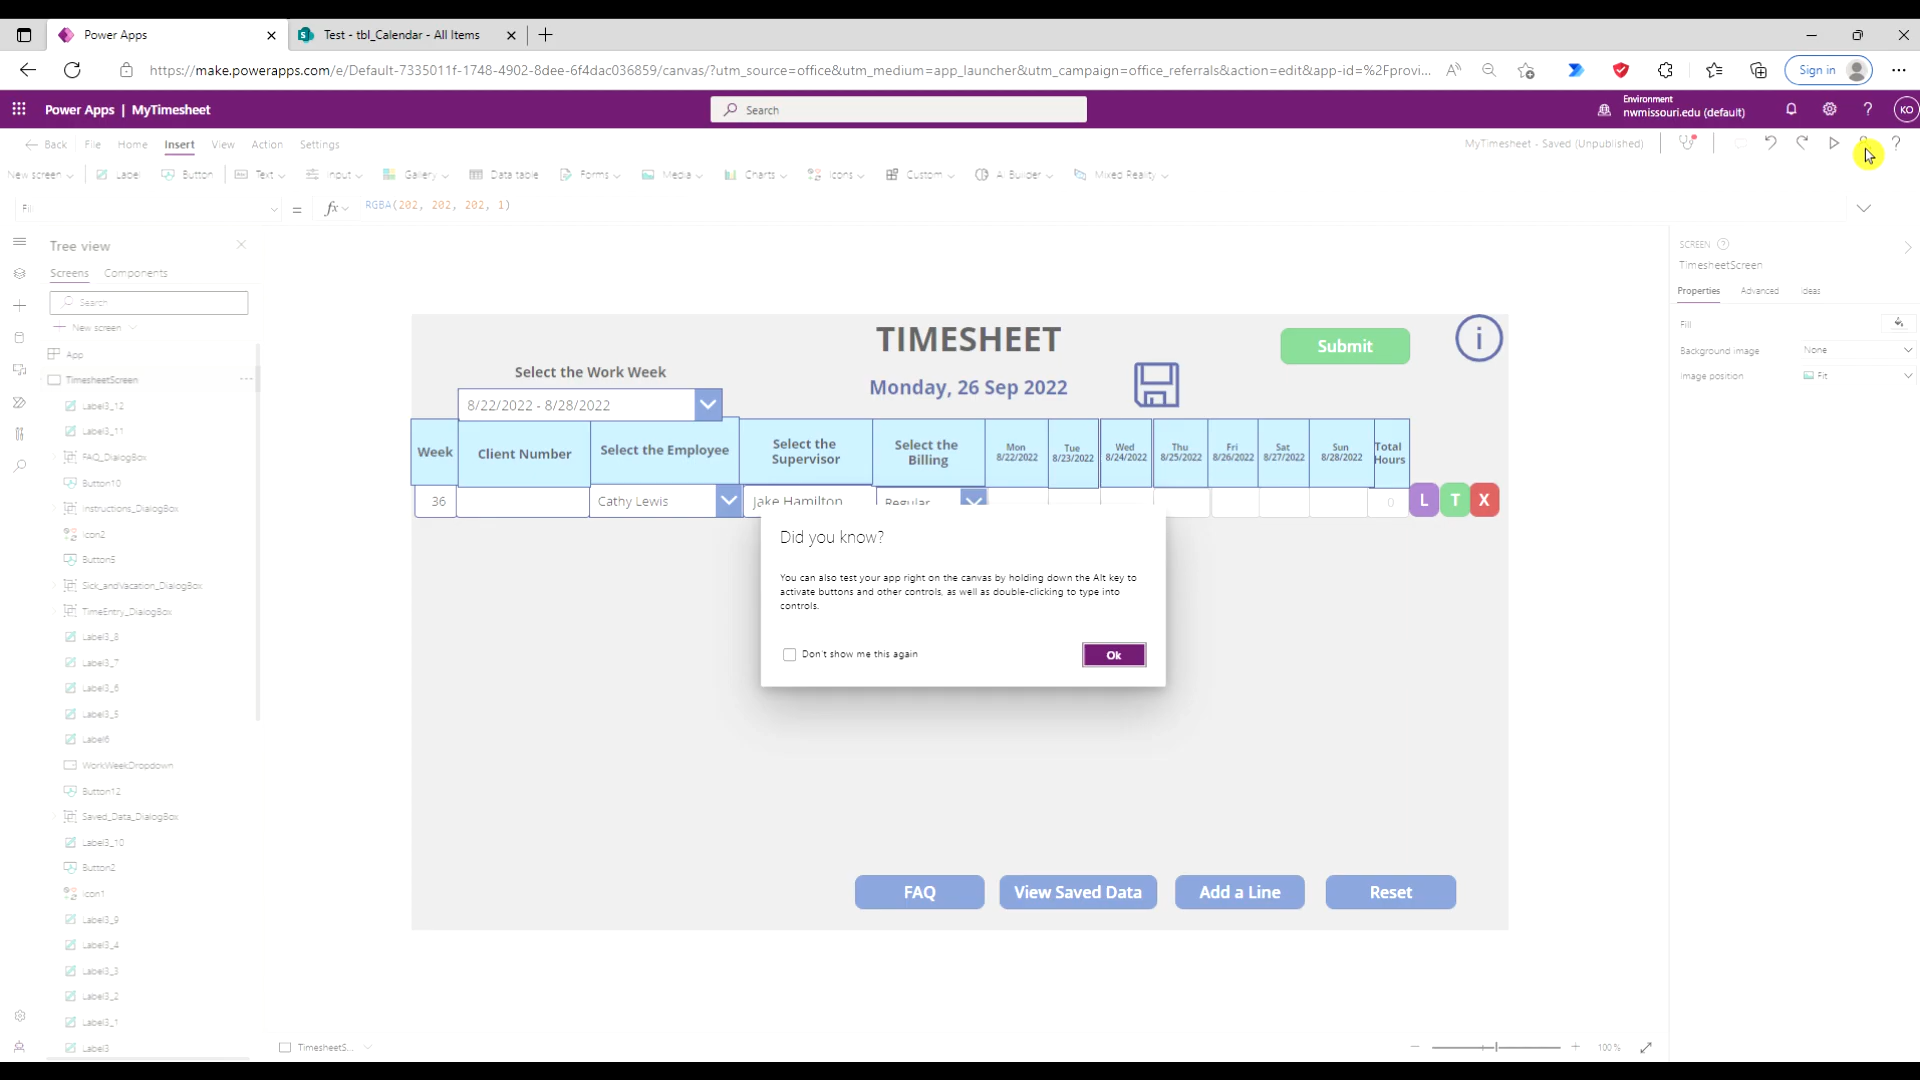 Power Apps
Test - tbl_Calendar - All Items
https://make.powerapps.com/e/Default-7335011f-1748-4902-8dee-6f4dac036859/canvas/?utm_source=office&utm_medium=app_launcher&utm_campaign=office_referrals&action=edit&app-id=%2Fprovi...
Sign in
Power Apps | MyTimesheet
Search
Environment
nwmissouri.edu (default)
KO
Back File Home Insert View Action Settings
MyTimesheet - Saved (Unpublished)
New screen Label Button Text Input Gallery Data table Forms Media Charts Icons Custom AI Builder Mixed Reality
Fill = fx RGBA(202, 202, 202, 1)
Tree view
Screens Components
Search
New screen
App
TimesheetScreen
Label3_12
Label3_11
FAQ_DialogBox
Button10
Instructions_DialogBox
Icon2
Button5
Sick_andVacation_DialogBox
TimeEntry_DialogBox
Label3_8
Label3_7
Label3_6
Label3_5
Label6
WorkWeekDropdown
Button12
Saved_Data_DialogBox
Label3_10
Button2
Icon1
Label3_9
Label3_4
Label3_3
Label3_2
Label3_1
Label3
TIMESHEET
Submit
i
Select the Work Week
Monday, 26 Sep 2022
8/22/2022 - 8/28/2022
Week
Client Number
Select the Employee
Select the
Supervisor
Select the
Billing
Mon
8/22/2022
Tue
8/23/2022
Wed
8/24/2022
Thu
8/25/2022
Fri
8/26/2022
Sat
8/27/2022
Sun
8/28/2022
Total
Hours
36 Cathy Lewis Jake Hamilton Regular 0 L T X
Did you know?
You can also test your app right on the canvas by holding down the Alt key to
activate buttons and other controls, as well as double-clicking to type into
controls.
Don't show me this again
Ok
FAQ View Saved Data Add a Line Reset
SCREEN
TimesheetScreen
Properties Advanced Ideas
Fill
Background image None
Image position Fit
TimesheetS...
100 %